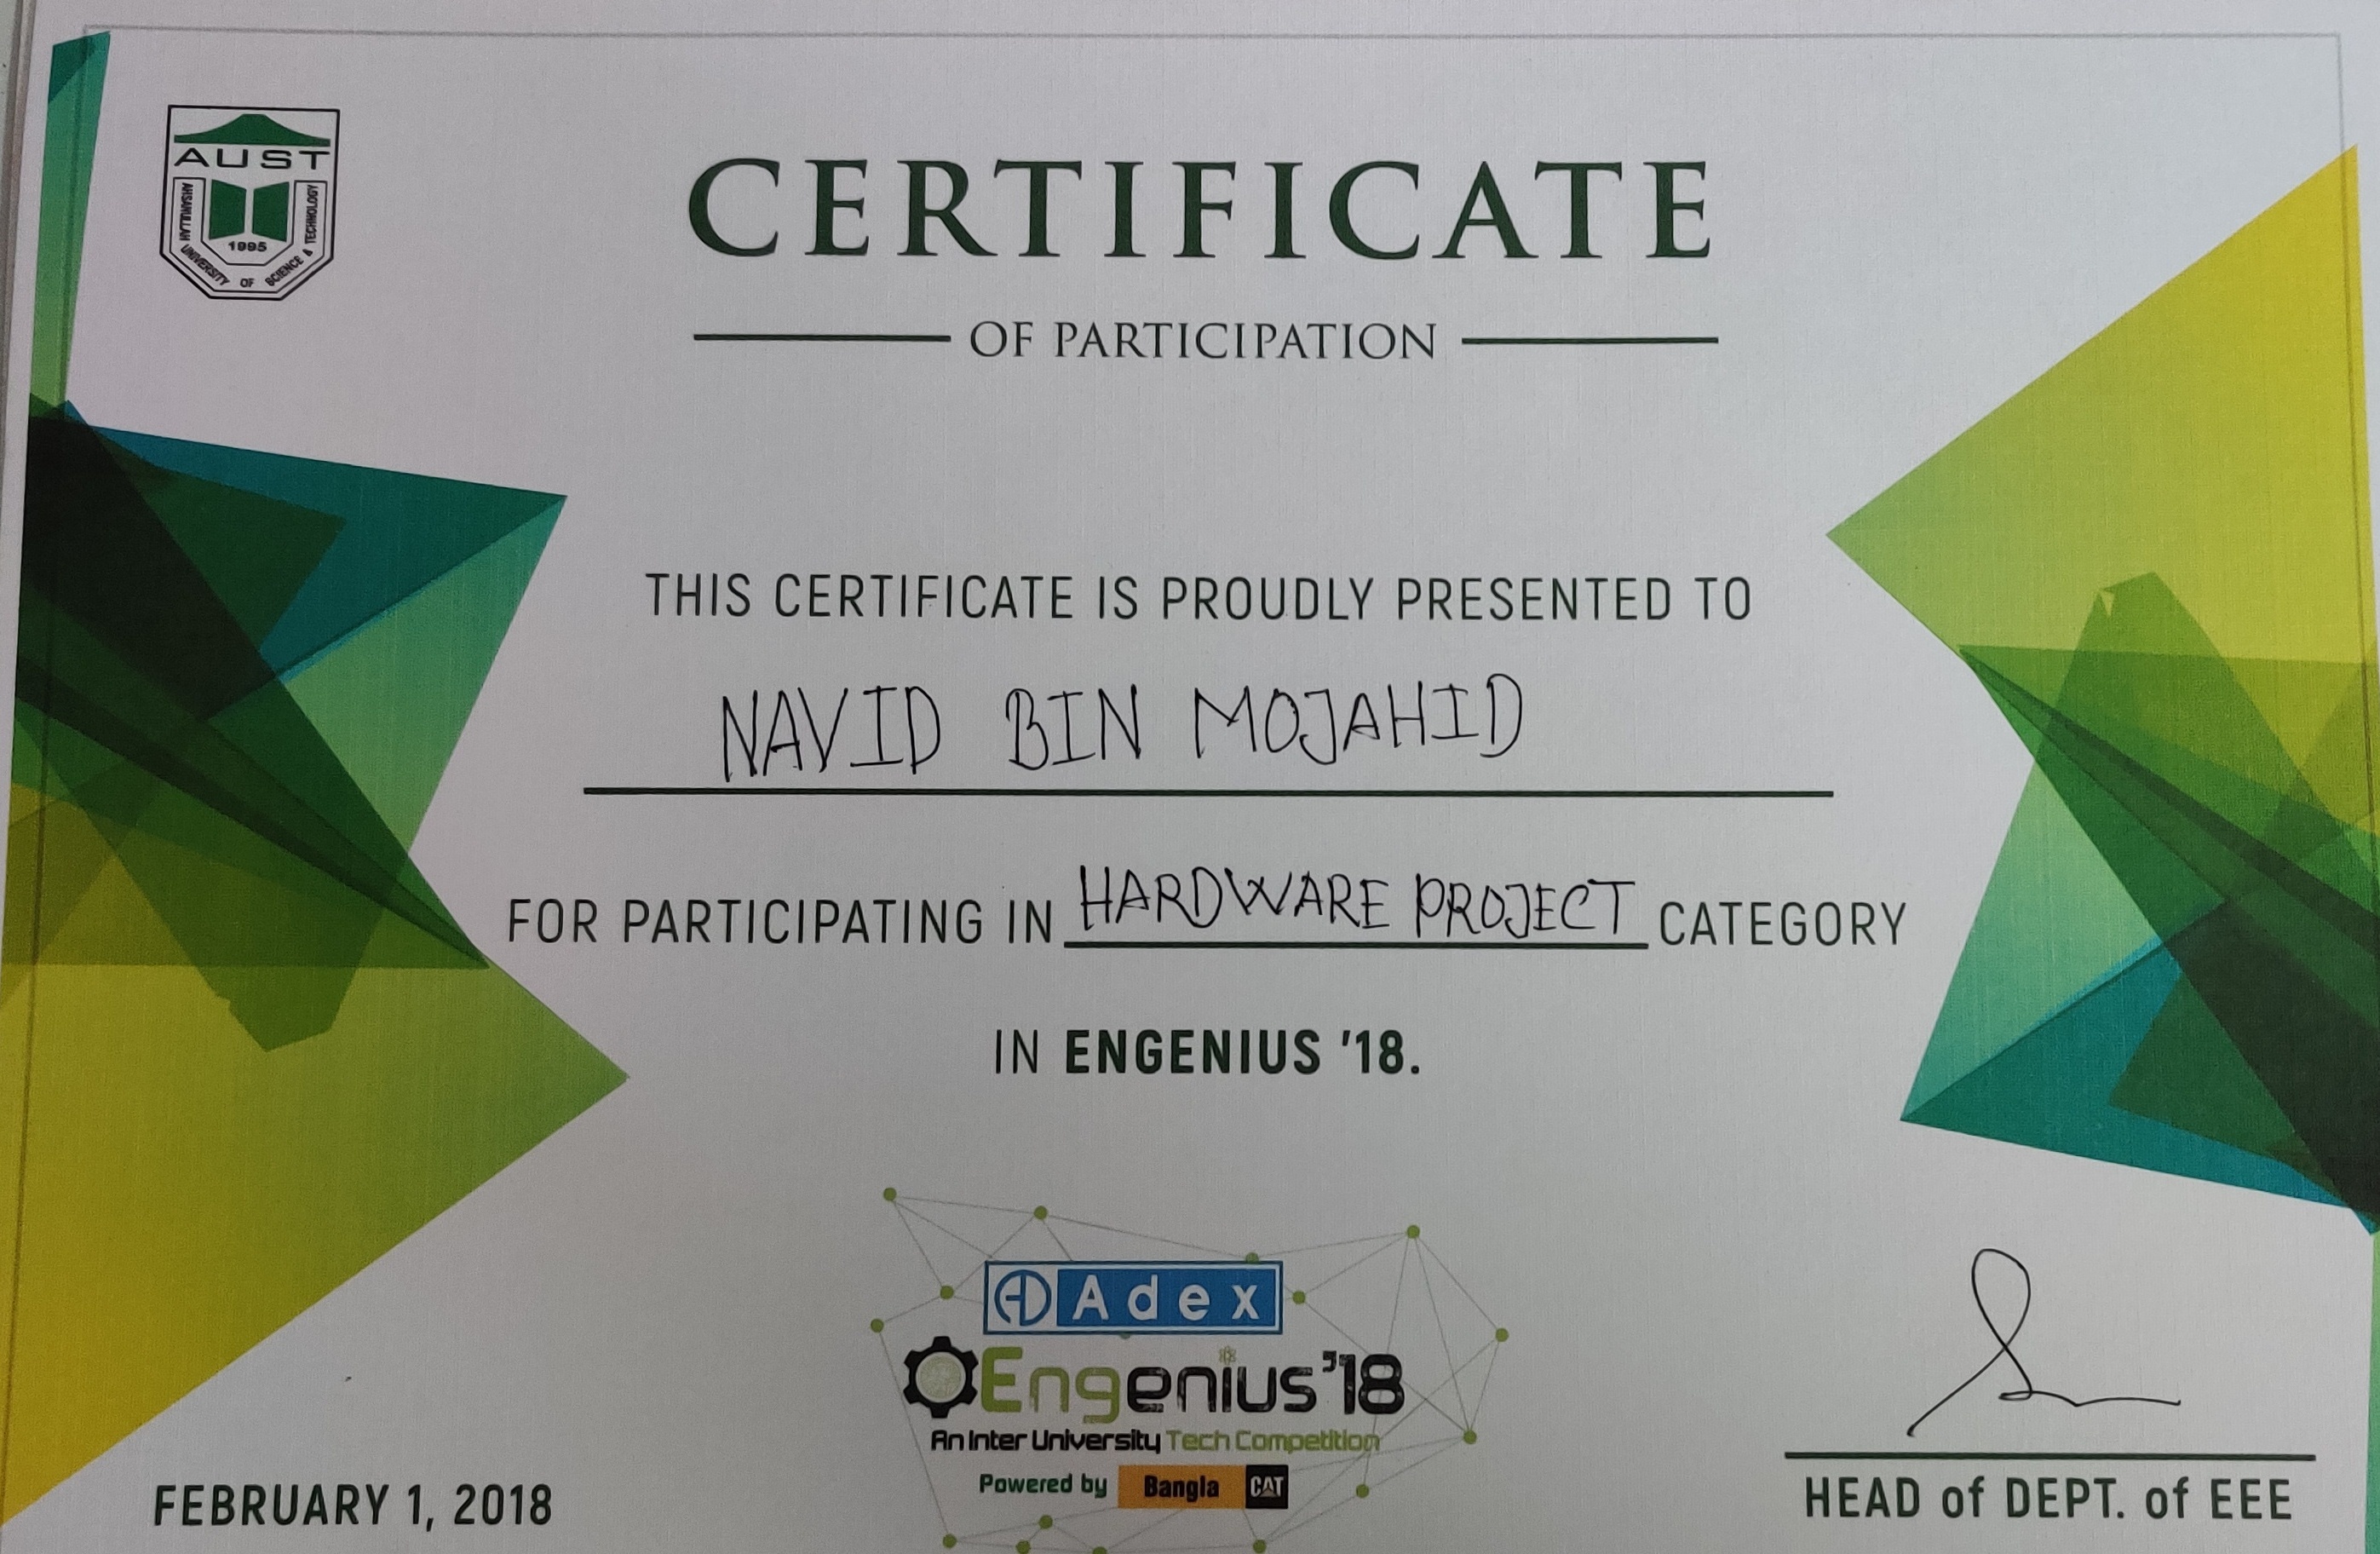 AUST
AHSANULLAH UNIVERSITY OF SCIENCE & TECHNOLOGY
1995
CERTIFICATE
OF PARTICIPATION
THIS CERTIFICATE IS PROUDLY PRESENTED TO
NAVID BIN MOJAHID
FOR PARTICIPATING IN HARDWARE PROJECT CATEGORY
IN ENGENIUS '18.
Adex
Engenius'18
An Inter University Tech Competition
Powered by Bangla CAT
FEBRUARY 1, 2018
HEAD of DEPT. of EEE